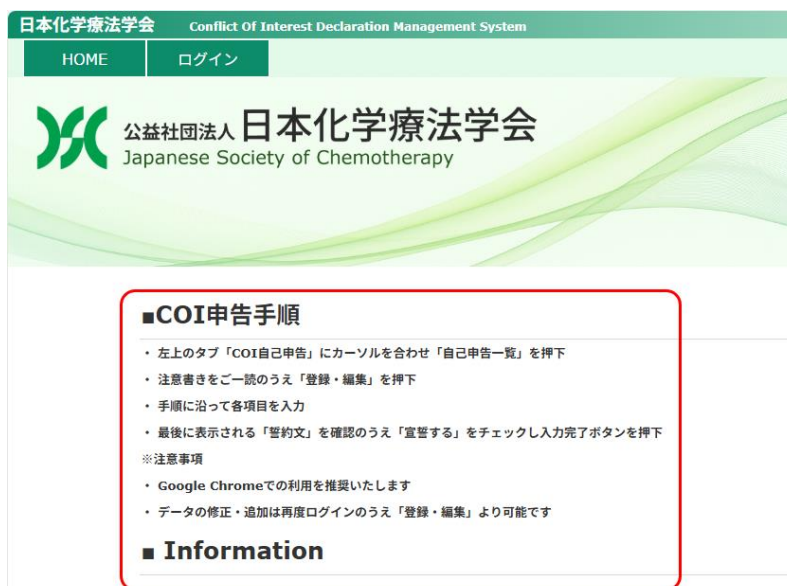 日本化学療法学会 Conflict Of Interest Declaration Management System
HOME ログイン
公益社団法人 日本化学療法学会
Japanese Society of Chemotherapy
■COI申告手順
・ 左上のタブ「COI自己申告」にカーソルを合わせ「自己申告一覧」を押下
・ 注意書きをご一読のうえ「登録・編集」を押下
・ 手順に沿って各項目を入力
・ 最後に表示される「誓約文」を確認のうえ「宣誓する」をチェックし入力完了ボタンを押下
※注意事項
・ Google Chromeでの利用を推奨いたします
・ データの修正・追加は再度ログインのうえ「登録・編集」より可能です
■ Information